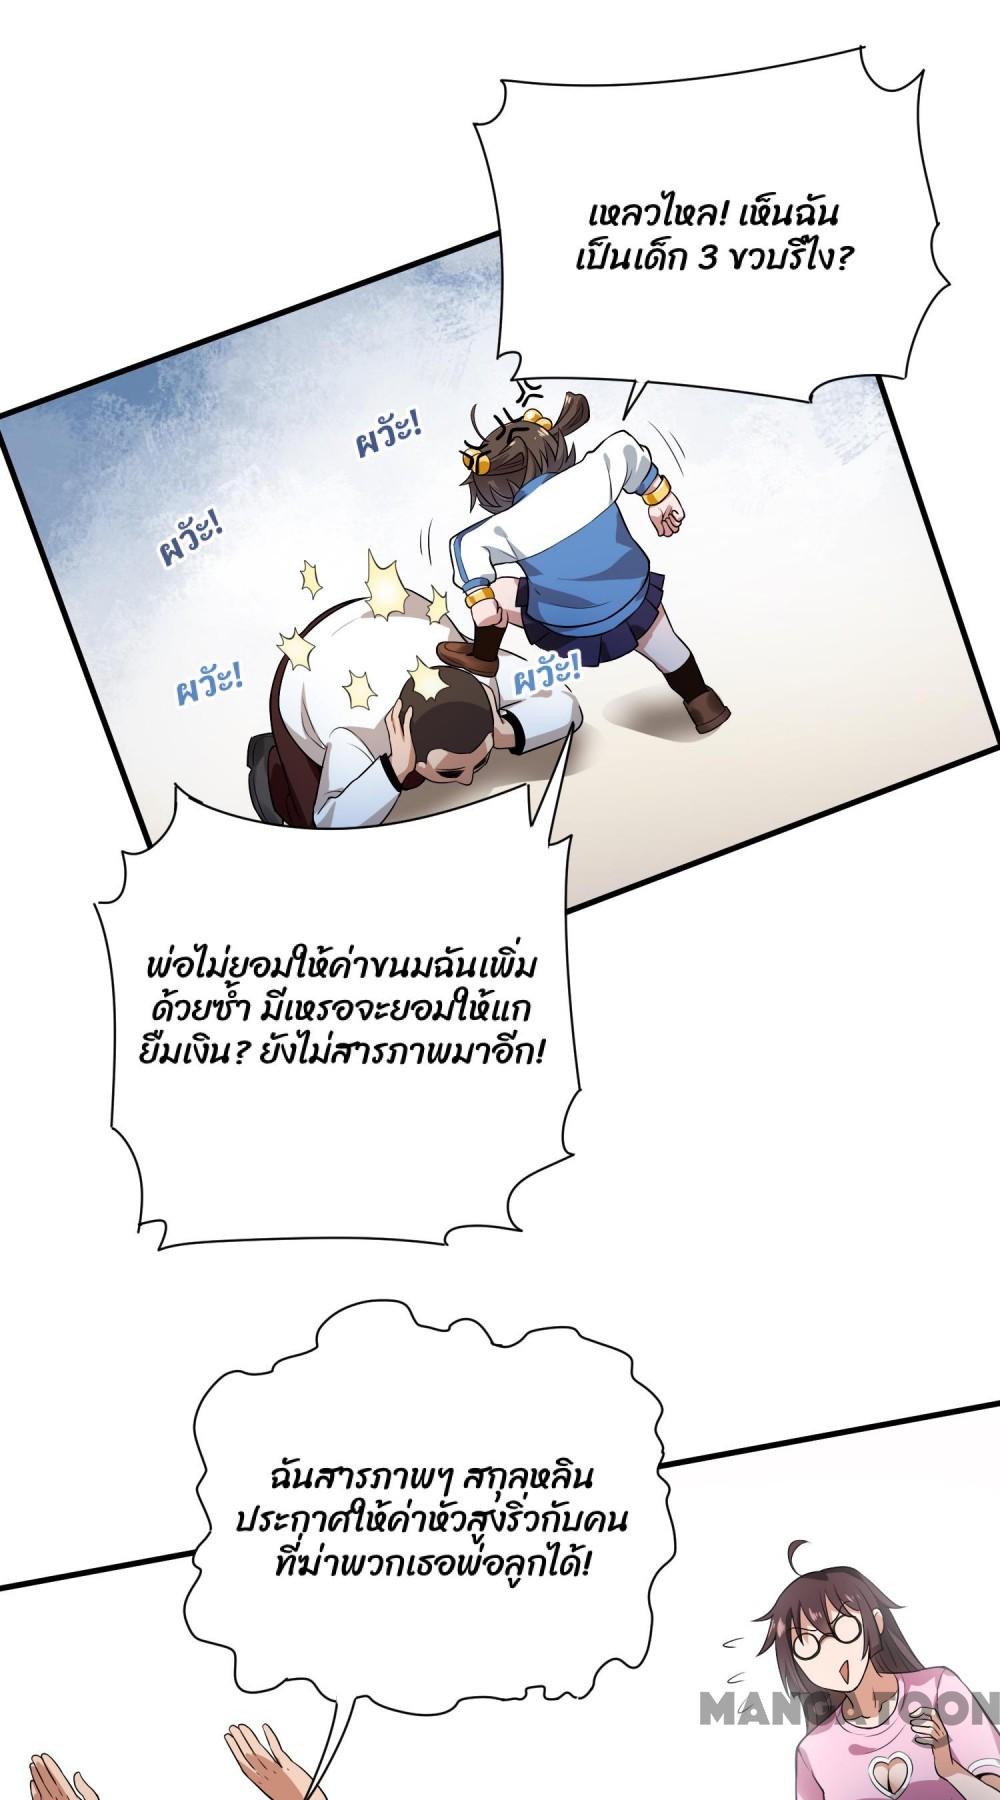 เหลวไหล! เห็นฉัน
เป็นเด็ก 3 ขวบรึไง?
ผวัะ!
ผวัะ!
ผวัะ!
ผวัะ!
พ่อไม่ยอมให้ค่าขนมฉันเพิ่ม
ด้วยซ้ำ มีเหรอจะยอมให้แก
ยืมเงิน? ยังไม่สารภาพมาอีก!
ฉันสารภาพๆ สกุลหลิน
ประกาศให้ค่าหัวสูงริ่วกับคน
ที่ฆ่าพวกเธอพ่อลูกได้!
MANGATOON